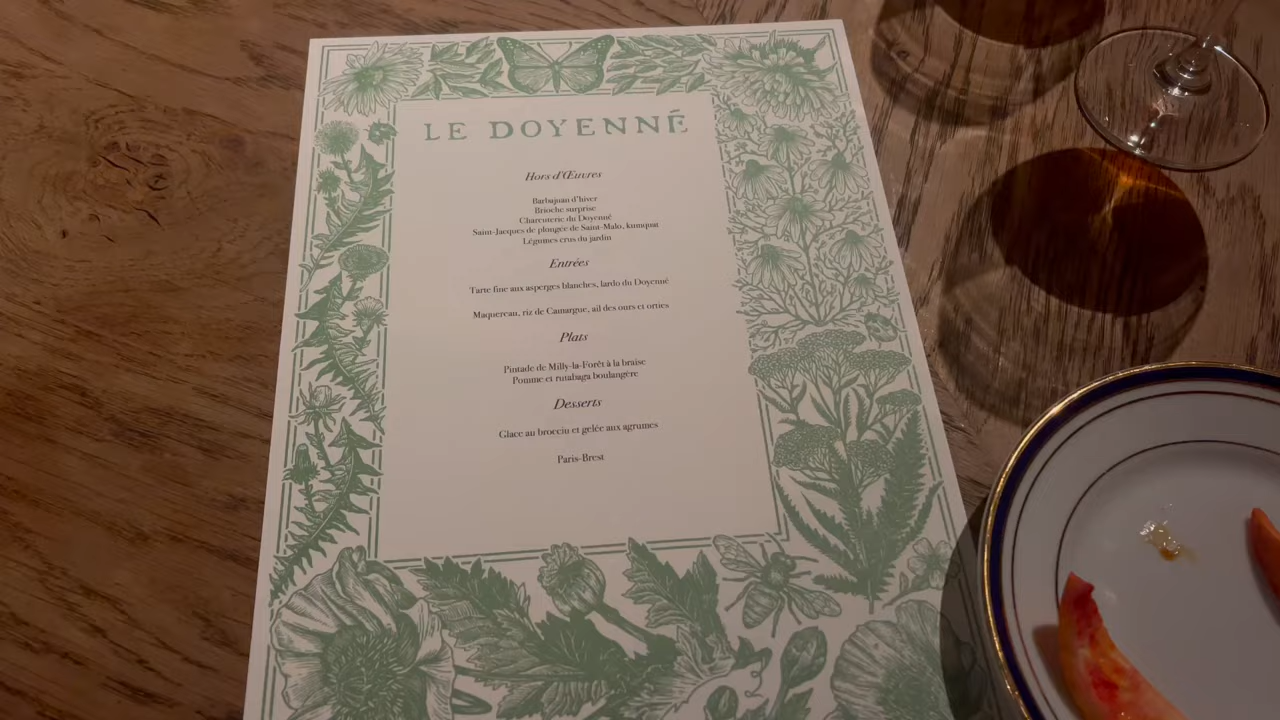 LE DOYENNÉ
Hors d'Œuvres
Barbajuan d'hiver
Brioche surprise
Charcuterie du Doyenné
Saint-Jacques de plongée de Saint-Malo, kumquat
Légumes crus du jardin
Entrées
Tarte fine aux asperges blanches, lardo du Doyenné
Maquereau, riz de Camargue, ail des ours et orties
Plats
Pintade de Milly-la-Forêt à la braise
Pomme et rutabaga boulangère
Desserts
Glace au brocciu et gelée aux agrumes
Paris-Brest